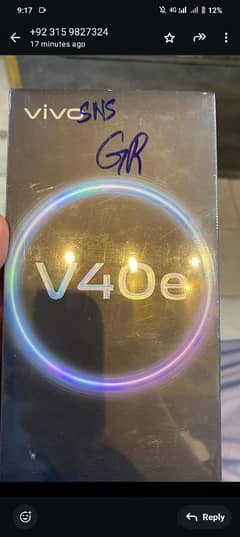 9:17 4G 12%
+92 315 9827324
17 minutes ago
vivo SNS
GR
V40e
Reply